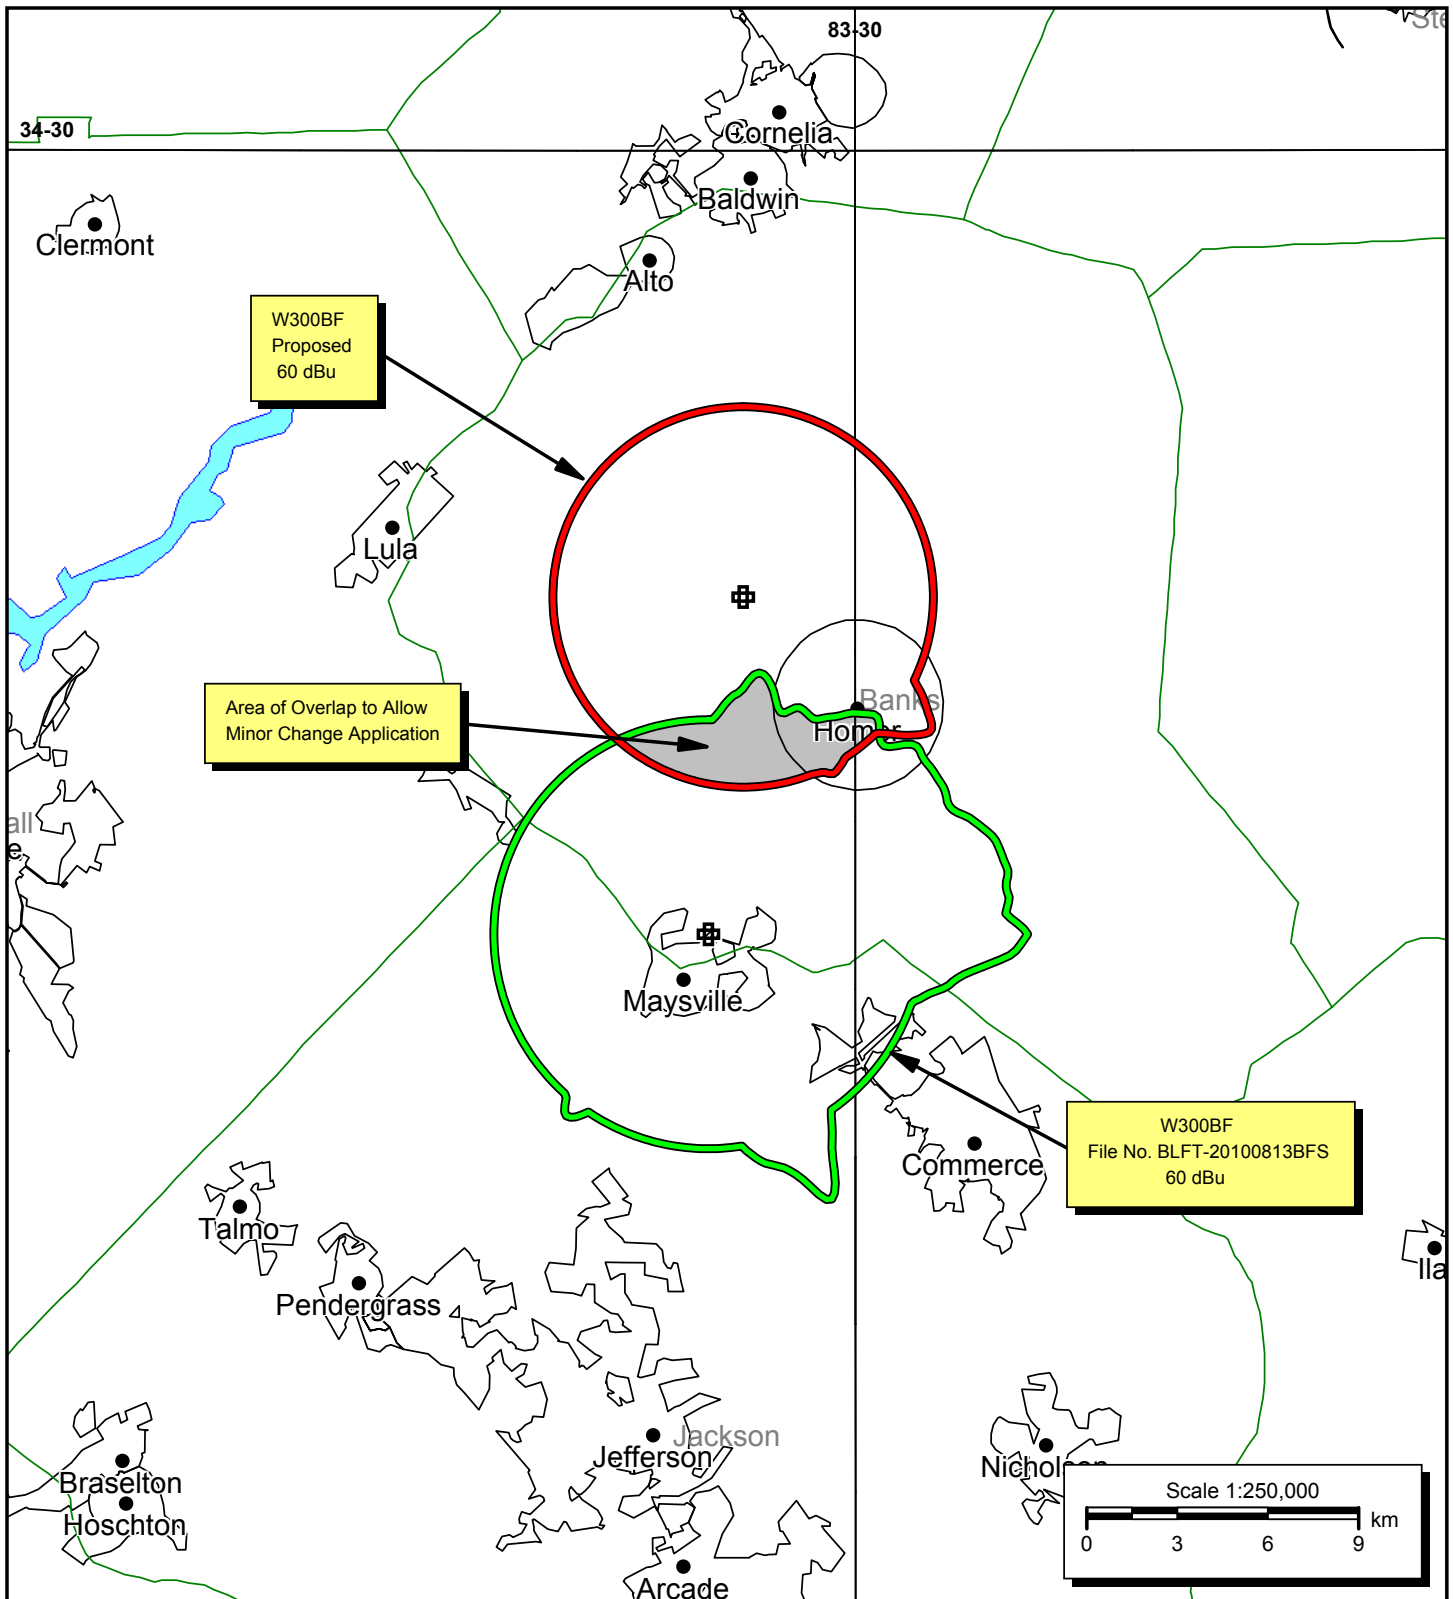 83-30
34-30
Cornelia
Baldwin
Clermont
Alto
W300BF
Proposed
60 dBu
Lula
Banks
Homer
Area of Overlap to Allow
Minor Change Application
Maysville
W300BF
File No. BLFT-20100813BFS
60 dBu
Commerce
Talmo
Pendergrass
Jackson
Jefferson
Nicholson
Braselton
Hoschton
Arcade
Scale 1:250,000
km
0 3 6 9